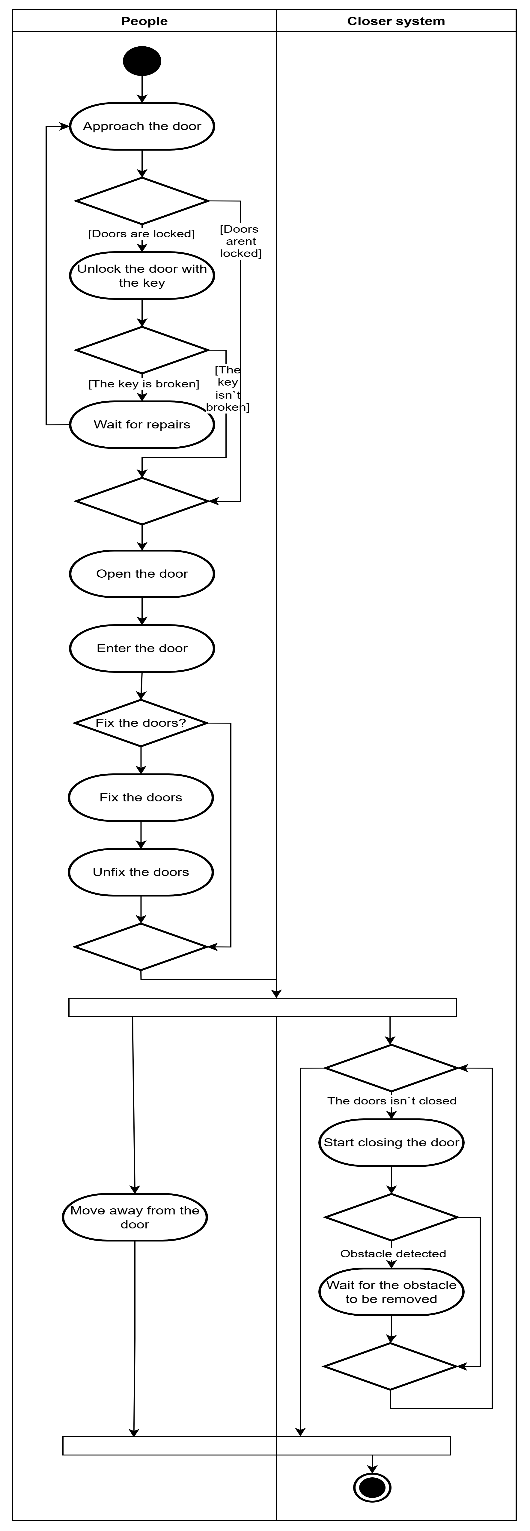 People
Closer system
Approach the door
[Doors are locked]
[Doors
arent
locked]
Unlock the door with
the key
[The key is broken]
[The
key
isn`t
broken]
Wait for repairs
Open the door
Enter the door
Fix the doors?
Fix the doors
Unfix the doors
The doors isn`t closed
Start closing the door
Move away from the
door
Obstacle detected
Wait for the obstacle
to be removed